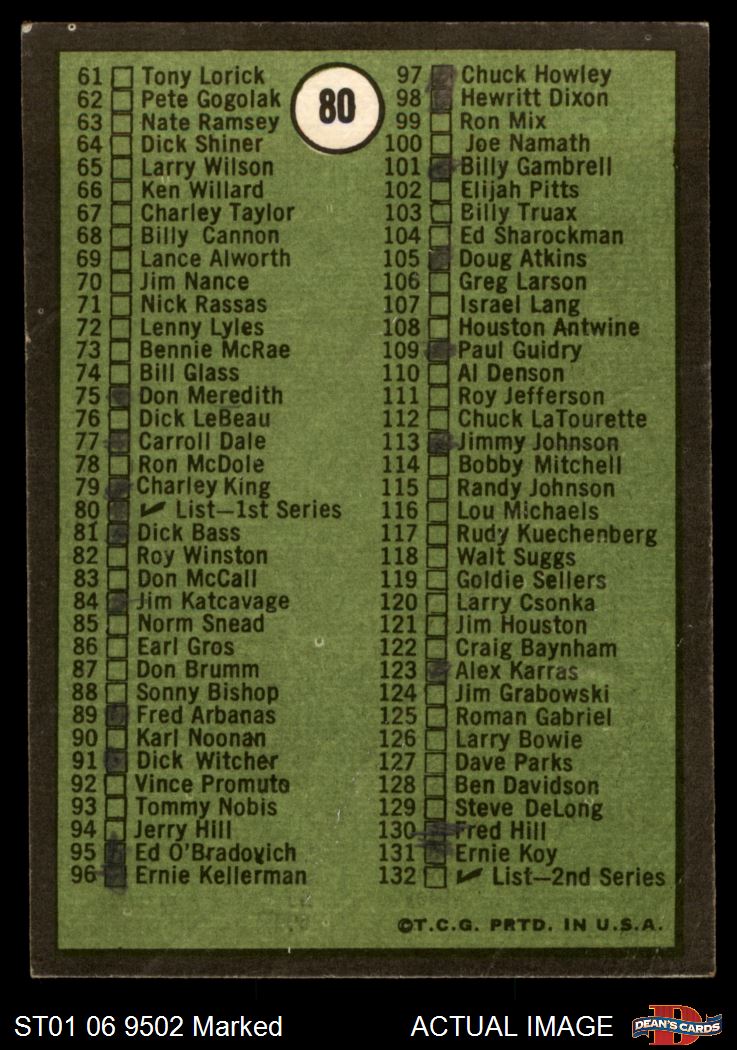 80
61 Tony Lorick
62 Pete Gogolak
63 Nate Ramsey
64 Dick Shiner
65 Larry Wilson
66 Ken Willard
67 Charley Taylor
68 Billy Cannon
69 Lance Alworth
70 Jim Nance
71 Nick Rassas
72 Lenny Lyles
73 Bennie McRae
74 Bill Glass
75 Don Meredith
76 Dick LeBeau
77 Carroll Dale
78 Ron McDole
79 Charley King
80 ✔ List—1st Series
81 Dick Bass
82 Roy Winston
83 Don McCall
84 Jim Katcavage
85 Norm Snead
86 Earl Gros
87 Don Brumm
88 Sonny Bishop
89 Fred Arbanas
90 Karl Noonan
91 Dick Witcher
92 Vince Promuto
93 Tommy Nobis
94 Jerry Hill
95 Ed O'Bradovich
96 Ernie Kellerman
97 Chuck Howley
98 Hewritt Dixon
99 Ron Mix
100 Joe Namath
101 Billy Gambrell
102 Elijah Pitts
103 Billy Truax
104 Ed Sharockman
105 Doug Atkins
106 Greg Larson
107 Israel Lang
108 Houston Antwine
109 Paul Guidry
110 Al Denson
111 Roy Jefferson
112 Chuck LaTourette
113 Jimmy Johnson
114 Bobby Mitchell
115 Randy Johnson
116 Lou Michaels
117 Rudy Kuechenberg
118 Walt Suggs
119 Goldie Sellers
120 Larry Csonka
121 Jim Houston
122 Craig Baynham
123 Alex Karras
124 Jim Grabowski
125 Roman Gabriel
126 Larry Bowie
127 Dave Parks
128 Ben Davidson
129 Steve DeLong
130 Fred Hill
131 Ernie Koy
132 ✔ List—2nd Series
©T.C.G. PRTD. IN U.S.A.
ST01 06 9502 Marked ACTUAL IMAGE
DEAN'S CARDS